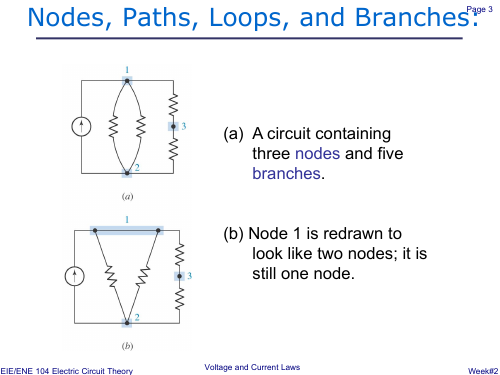 Page 3
Nodes, Paths, Loops, and Branches:
1
3
2
(a)
(a) A circuit containing
three nodes and five
branches.
1
3
2
(b)
(b) Node 1 is redrawn to
look like two nodes; it is
still one node.
EIE/ENE 104 Electric Circuit Theory
Voltage and Current Laws
Week#2